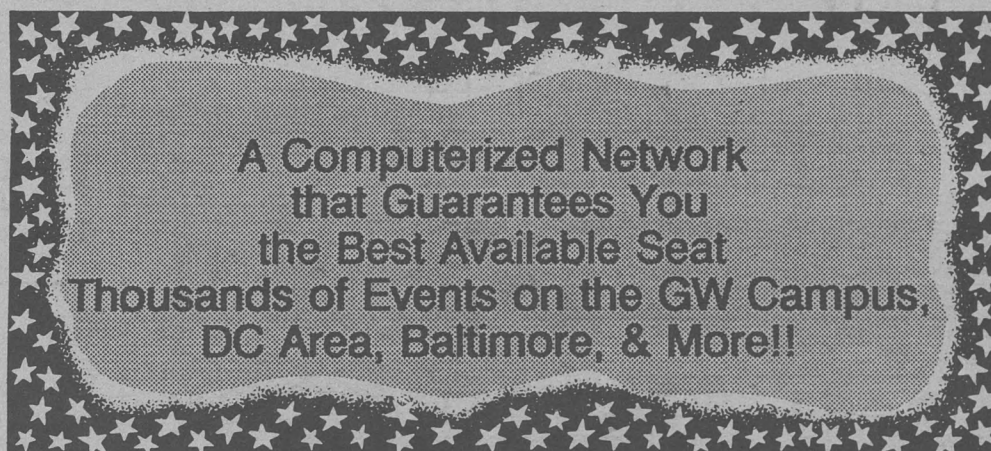 A Computerized Network
that Guarantees You
the Best Available Seat
Thousands of Events on the GW Campus,
DC Area, Baltimore, & More!!